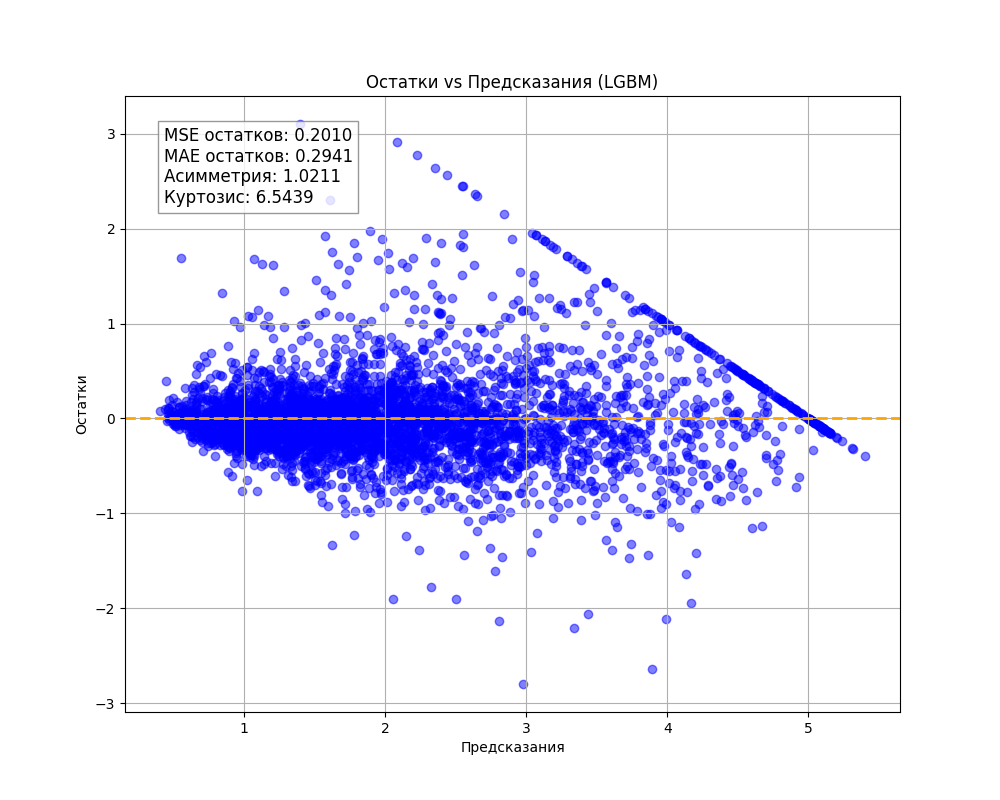 Остатки vs Предсказания (LGBM)
MSE остатков: 0.2010
MAE остатков: 0.2941
Асимметрия: 1.0211
Куртозис: 6.5439
3
2
1
0
−1
−2
−3
Остатки
1 2 3 4 5
Предсказания